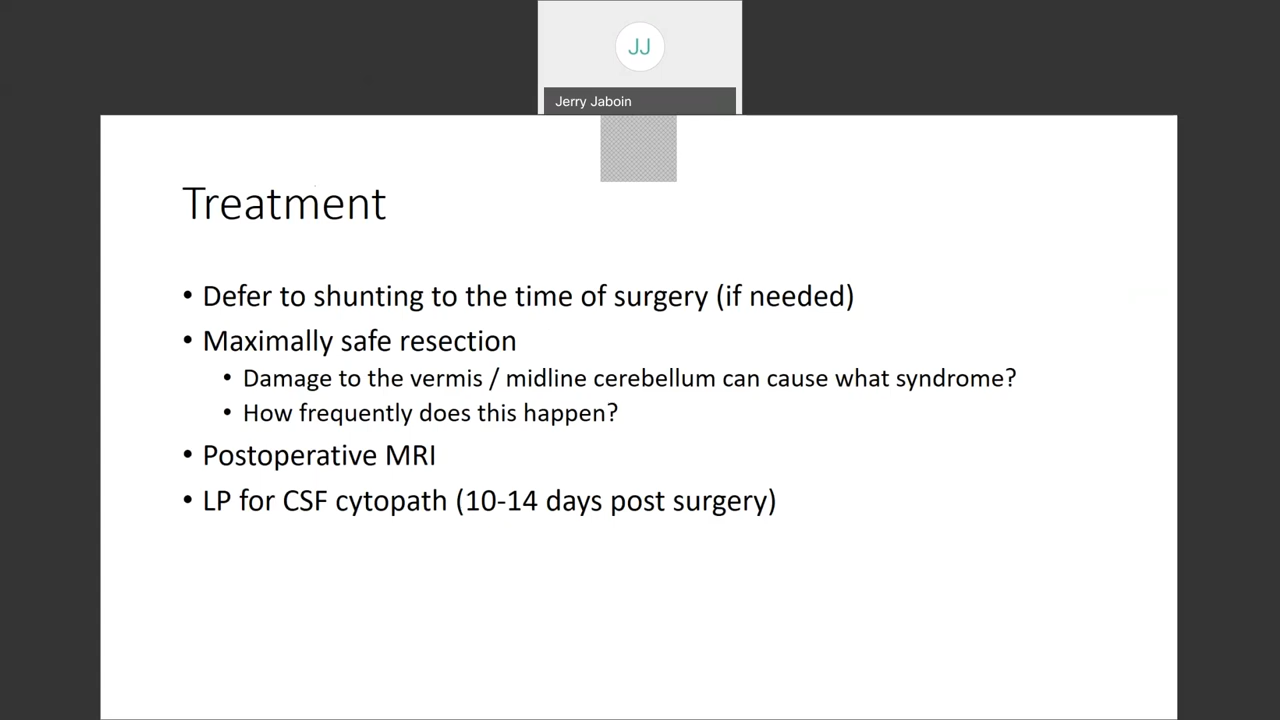 JJ
Jerry Jaboin
Treatment
• Defer to shunting to the time of surgery (if needed)
• Maximally safe resection
• Damage to the vermis / midline cerebellum can cause what syndrome?
• How frequently does this happen?
• Postoperative MRI
• LP for CSF cytopath (10-14 days post surgery)